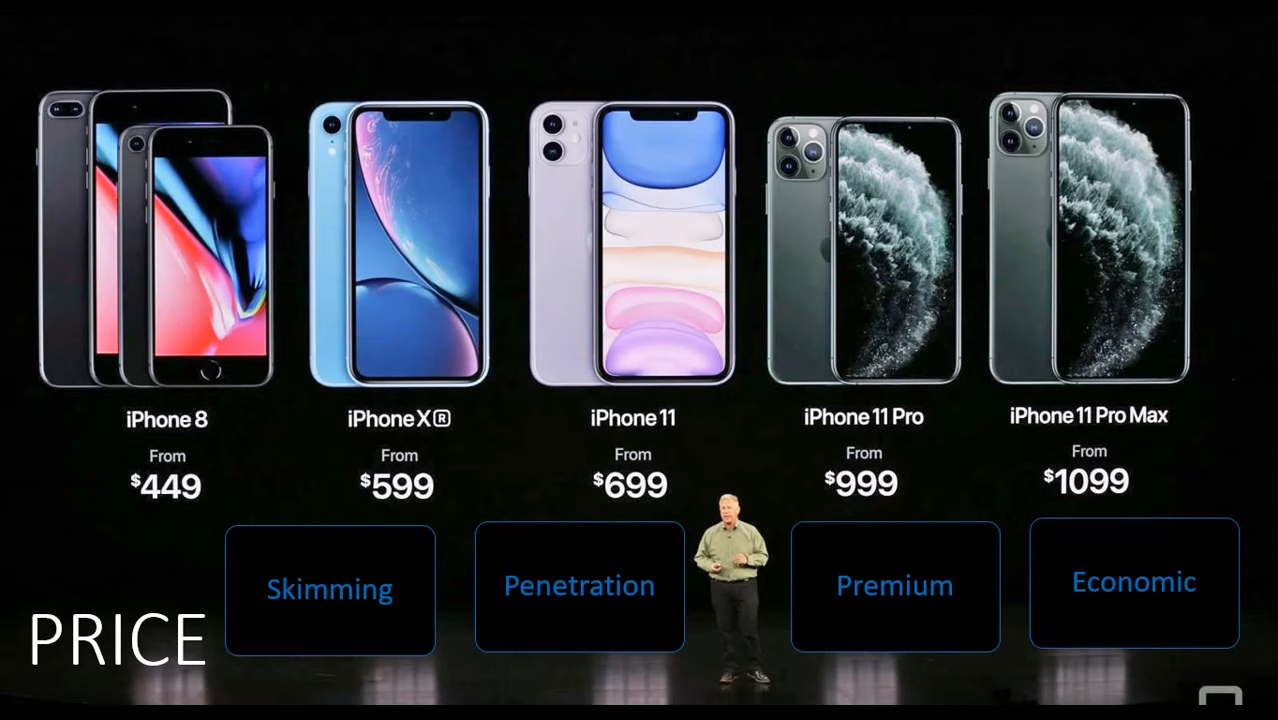 iPhone 8
From
$449
iPhone XR
From
$599
iPhone 11
From
$699
iPhone 11 Pro
From
$999
iPhone 11 Pro Max
From
$1099
Skimming
Penetration
Premium
Economic
PRICE